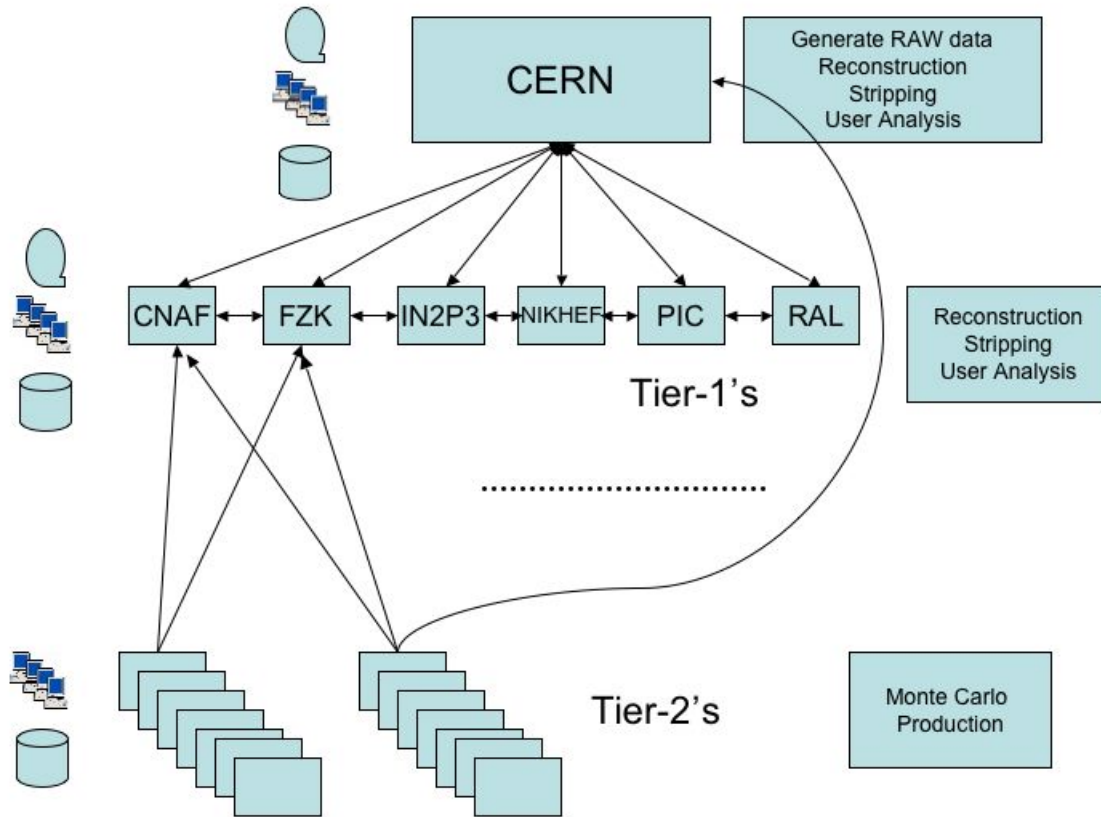 CERN
Generate RAW data
Reconstruction
Stripping
User Analysis
CNAF
FZK
IN2P3
NIKHEF
PIC
RAL
Reconstruction
Stripping
User Analysis
Tier-1's
Tier-2's
Monte Carlo
Production